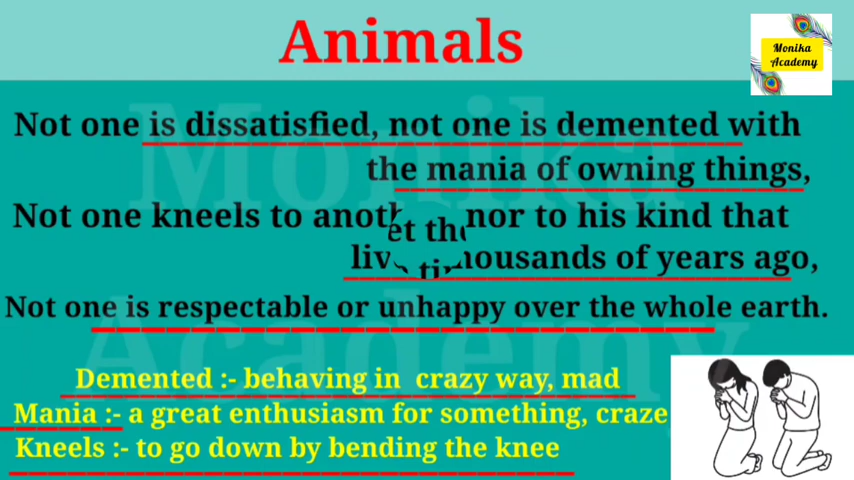 Animals
Monika
Academy
Not one is dissatisfied, not one is demented with
the mania of owning things,
Not one kneels to nor to his kind that
of years ago,
Not one is respectable or unhappy over the whole earth.
Demented :- behaving in crazy way, mad
Mania :- a great enthusiasm for something, craze
Kneels :- to go down by bending the knee
Monika
Academy